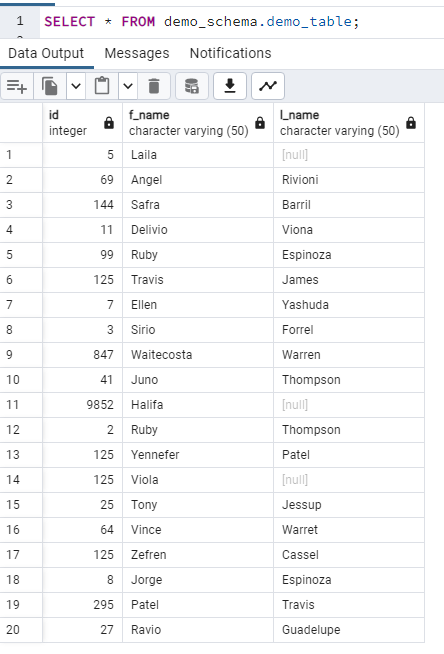 1 SELECT * FROM demo_schema.demo_table;
Data Output Messages Notifications
id f_name l_name
integer character varying (50) character varying (50)
1 5 Laila [null]
2 69 Angel Rivioni
3 144 Safra Barril
4 11 Delivio Viona
5 99 Ruby Espinoza
6 125 Travis James
7 7 Ellen Yashuda
8 3 Sirio Forrel
9 847 Waitecosta Warren
10 41 Juno Thompson
11 9852 Halifa [null]
12 2 Ruby Thompson
13 125 Yennefer Patel
14 125 Viola [null]
15 25 Tony Jessup
16 64 Vince Warret
17 125 Zefren Cassel
18 8 Jorge Espinoza
19 295 Patel Travis
20 27 Ravio Guadelupe